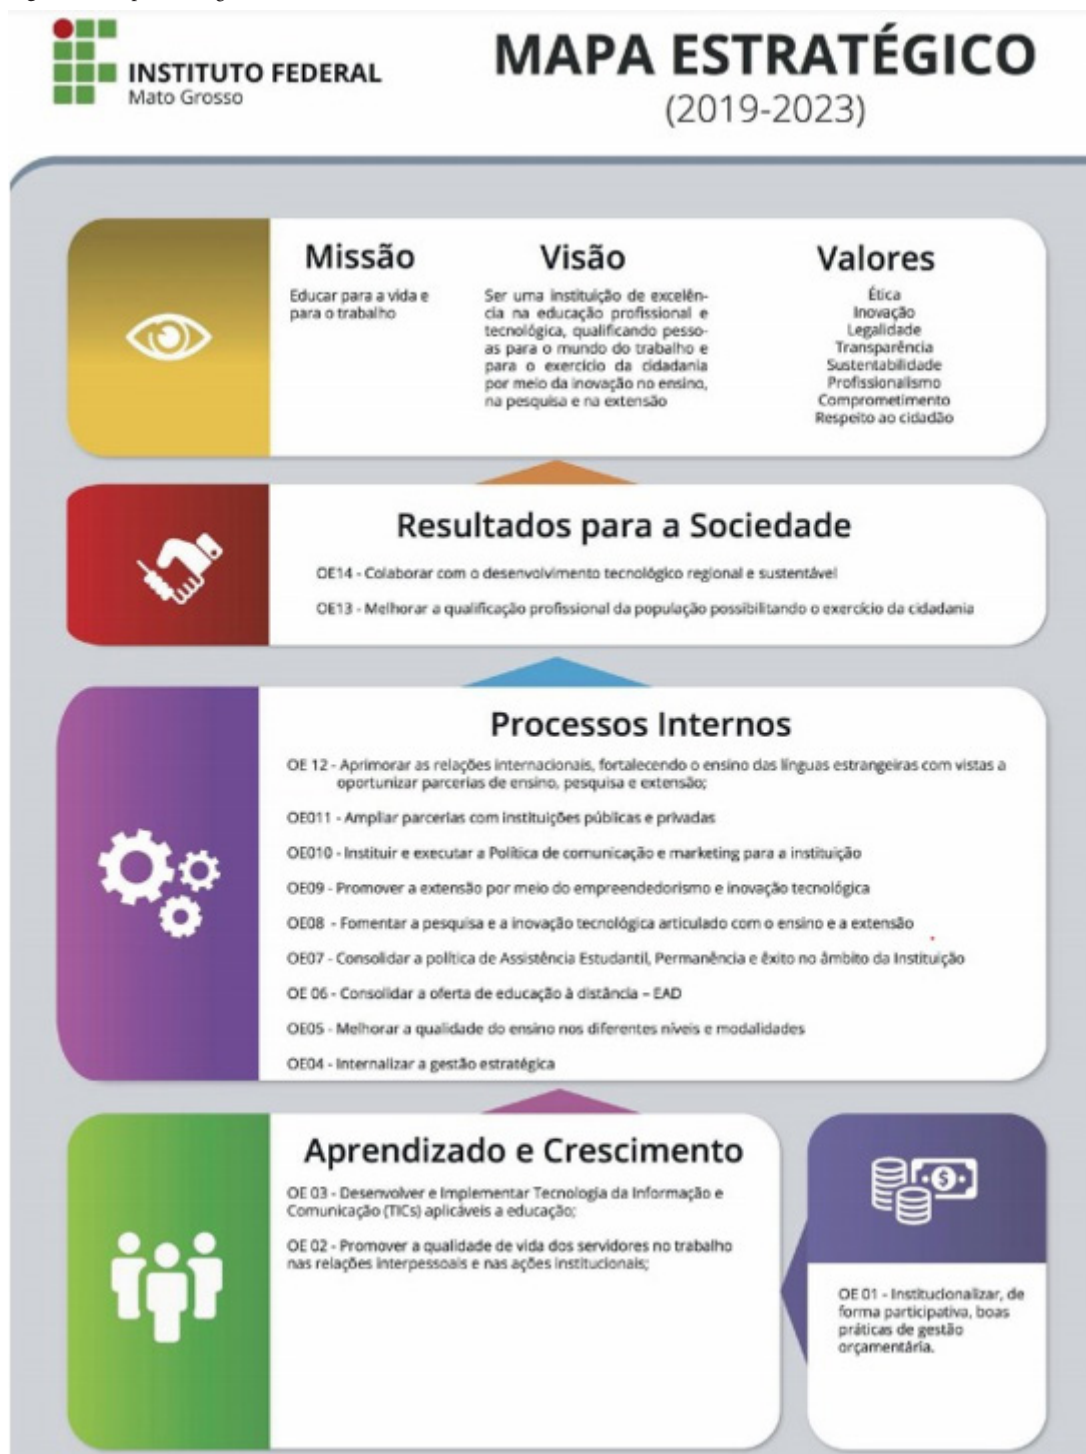 INSTITUTO FEDERAL
Mato Grosso
MAPA ESTRATÉGICO
(2019-2023)
Missão
Educar para a vida e
para o trabalho
Visão
Ser uma instituição de excelên-
cia na educação profissional e
tecnológica, qualificando pesso-
as para o mundo do trabalho e
para o exercício da cidadania
por meio da inovação no ensino,
na pesquisa e na extensão
Valores
Ética
Inovação
Legalidade
Transparência
Sustentabilidade
Profissionalismo
Comprometimento
Respeito ao cidadão
Resultados para a Sociedade
OE14 - Colaborar com o desenvolvimento tecnológico regional e sustentável
OE13 - Melhorar a qualificação profissional da população possibilitando o exercício da cidadania
Processos Internos
OE 12 - Aprimorar as relações internacionais, fortalecendo o ensino das línguas estrangeiras com vistas a
oportunizar parcerias de ensino, pesquisa e extensão;
OE011 - Ampliar parcerias com instituições públicas e privadas
OE010 - Instituir e executar a Política de comunicação e marketing para a instituição
OE09 - Promover a extensão por meio do empreendedorismo e inovação tecnológica
OE08 - Fomentar a pesquisa e a inovação tecnológica articulado com o ensino e a extensão
OE07 - Consolidar a política de Assistência Estudantil, Permanência e êxito no âmbito da Instituição
OE 06 - Consolidar a oferta de educação à distância – EAD
OE05 - Melhorar a qualidade do ensino nos diferentes níveis e modalidades
OE04 - Internalizar a gestão estratégica
Aprendizado e Crescimento
OE 03 - Desenvolver e Implementar Tecnologia da Informação e
Comunicação (TICs) aplicáveis a educação;
OE 02 - Promover a qualidade de vida dos servidores no trabalho
nas relações interpessoais e nas ações institucionais;
OE 01 - Institucionalizar, de
forma participativa, boas
práticas de gestão
orçamentária.